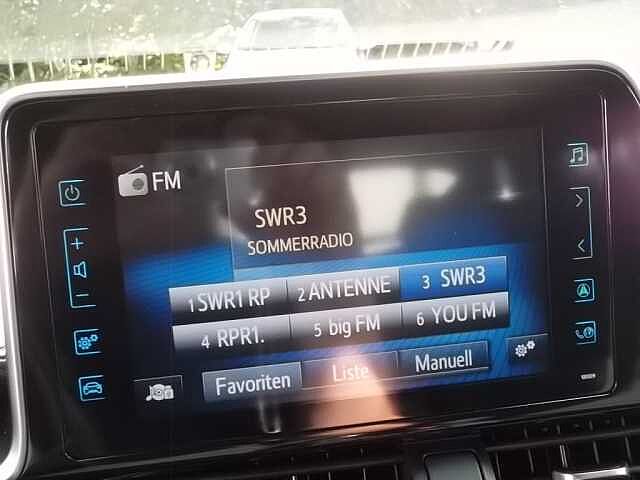 FM
SWR3
SOMMERRADIO
1 SWR1 RP
2 ANTENNE
3 SWR3
4 RPR1.
5 big FM
6 YOU FM
Favoriten
Liste
Manuell